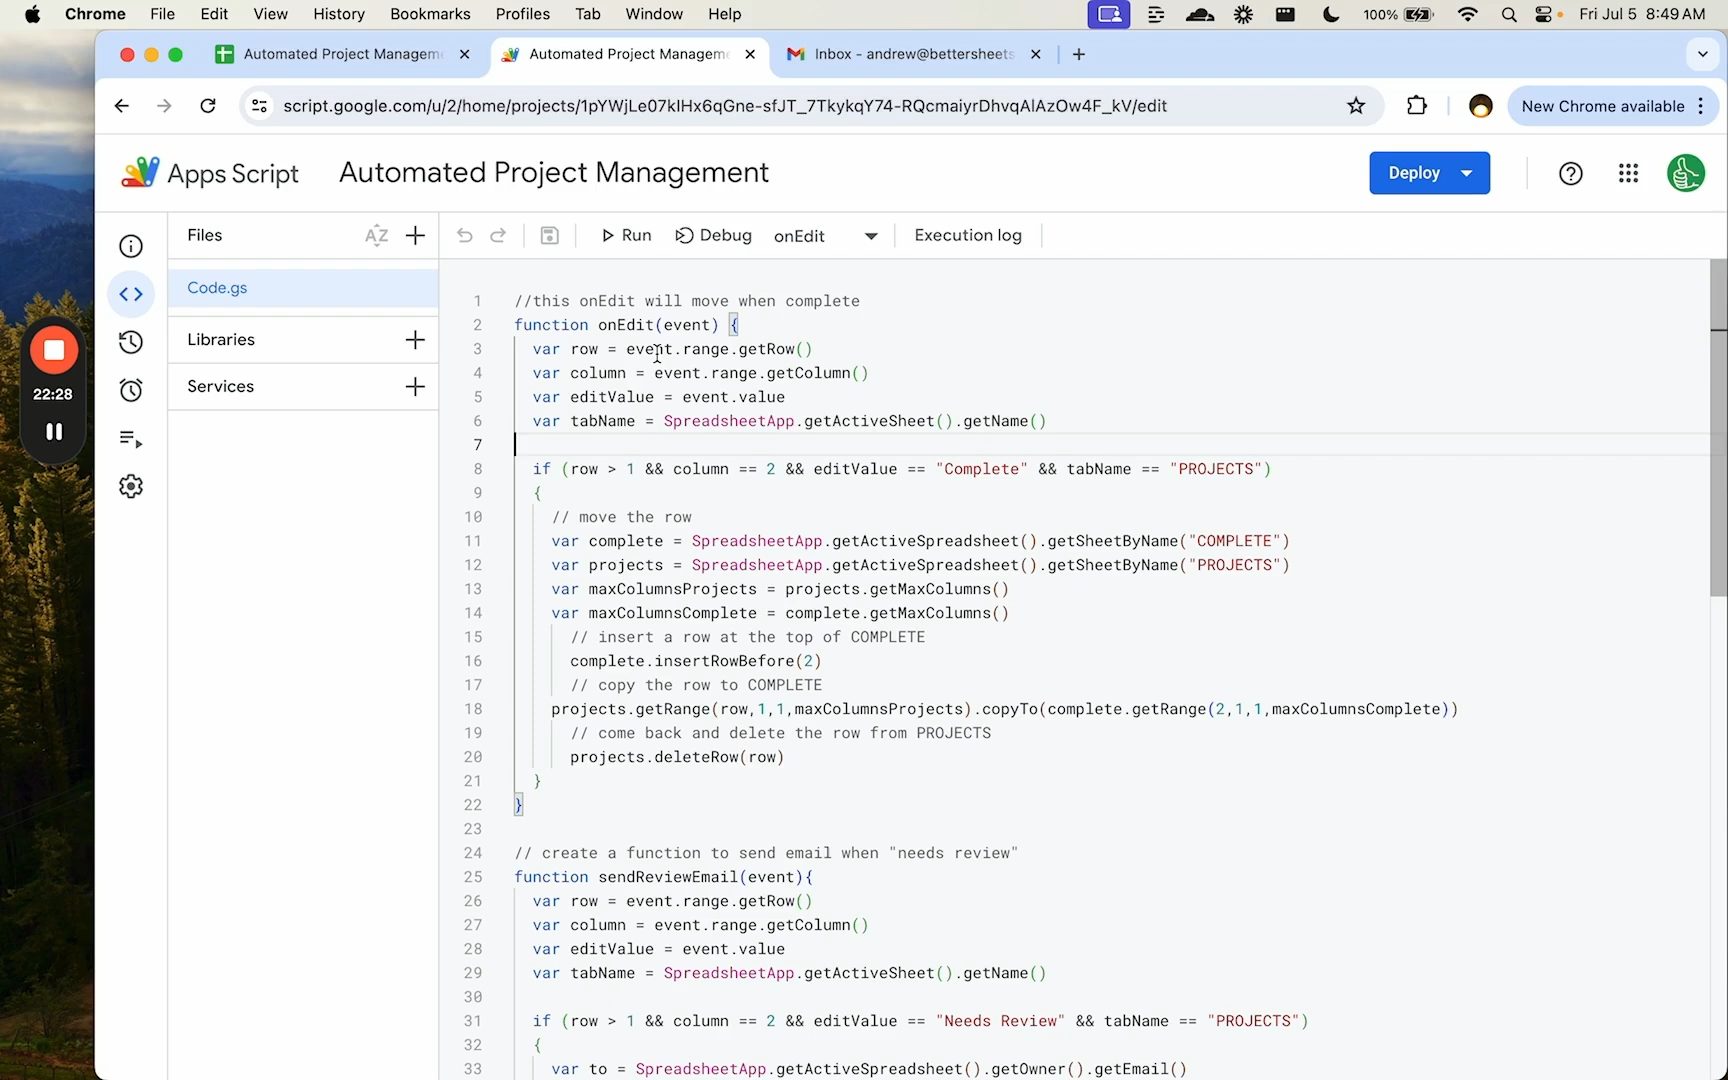 Chrome File Edit View History Bookmarks Profiles Tab Window Help 100% Fri Jul 5 8:49 AM
Automated Project Managem Automated Project Managem Inbox - andrew@bettersheets
script.google.com/u/2/home/projects/1pYWjLe07kIHx6qGne-sfJT_7TkykqY74-RQcmaiyrDhvqAlAzOw4F_kV/edit New Chrome available
Apps Script Automated Project Management Deploy
Files AZ Run Debug onEdit Execution log
Code.gs
Libraries
Services
22:28
1 //this onEdit will move when complete
2 function onEdit(event) {
3 var row = event.range.getRow()
4 var column = event.range.getColumn()
5 var editValue = event.value
6 var tabName = SpreadsheetApp.getActiveSheet().getName()
7
8 if (row > 1 && column == 2 && editValue == "Complete" && tabName == "PROJECTS")
9 {
10 // move the row
11 var complete = SpreadsheetApp.getActiveSpreadsheet().getSheetByName("COMPLETE")
12 var projects = SpreadsheetApp.getActiveSpreadsheet().getSheetByName("PROJECTS")
13 var maxColumnsProjects = projects.getMaxColumns()
14 var maxColumnsComplete = complete.getMaxColumns()
15 // insert a row at the top of COMPLETE
16 complete.insertRowBefore(2)
17 // copy the row to COMPLETE
18 projects.getRange(row,1,1,maxColumnsProjects).copyTo(complete.getRange(2,1,1,maxColumnsComplete))
19 // come back and delete the row from PROJECTS
20 projects.deleteRow(row)
21 }
22 }
23
24 // create a function to send email when "needs review"
25 function sendReviewEmail(event){
26 var row = event.range.getRow()
27 var column = event.range.getColumn()
28 var editValue = event.value
29 var tabName = SpreadsheetApp.getActiveSheet().getName()
30
31 if (row > 1 && column == 2 && editValue == "Needs Review" && tabName == "PROJECTS")
32 {
33 var to = SpreadsheetApp.getActiveSpreadsheet().getOwner().getEmail()